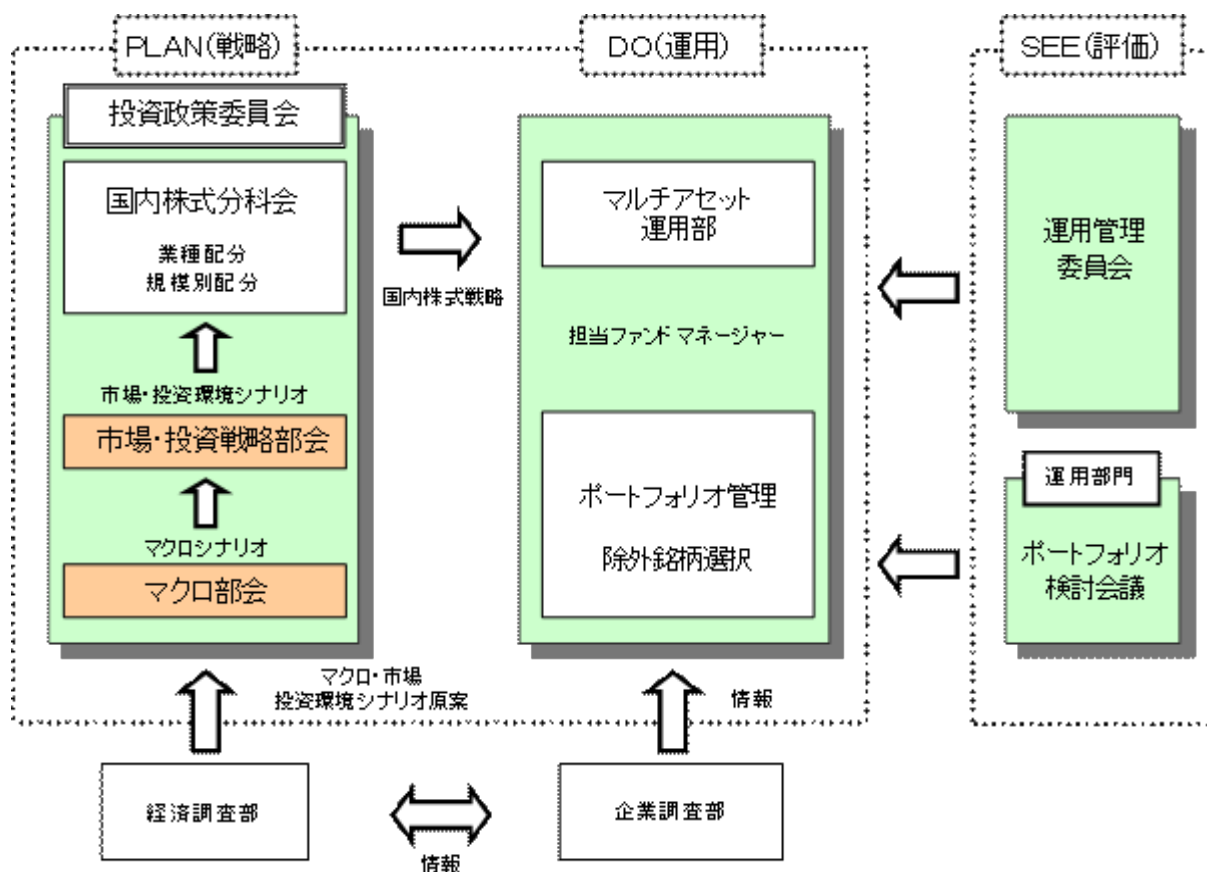 PLAN(戦略)
投資政策委員会
国内株式分科会
業種配分
規模別配分
市場・投資環境シナリオ
市場・投資戦略部会
マクロシナリオ
マクロ部会
国内株式戦略
DO(運用)
マルチアセット
運用部
担当ファンドマネージャー
ポートフォリオ管理
除外銘柄選択
SEE(評価)
運用管理
委員会
運用部門
ポートフォリオ
検討会議
マクロ・市場
投資環境シナリオ原案
情報
経済調査部
情報
企業調査部